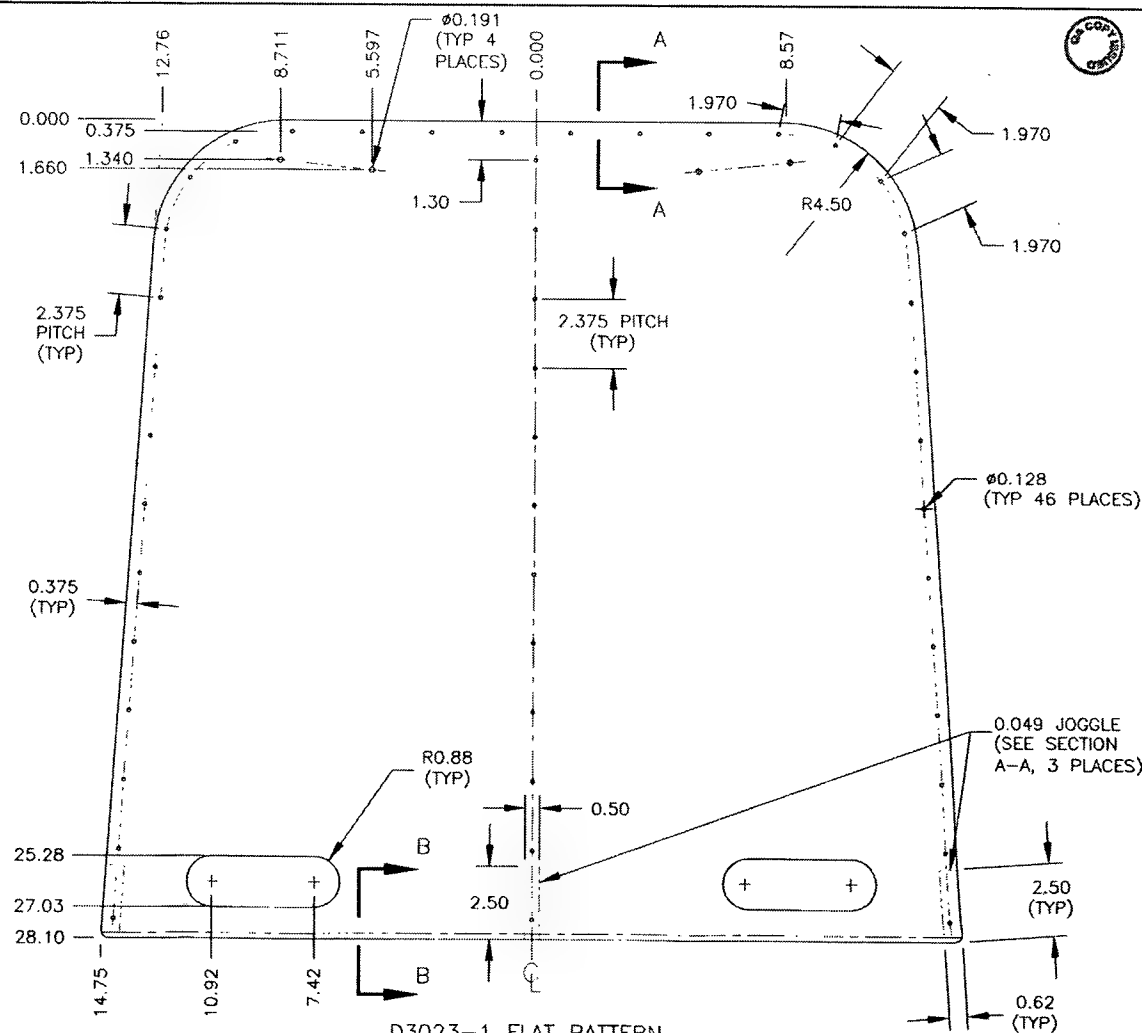 12.76
8.711
5.597
ø0.191
(TYP 4
PLACES)
0.000
A
8.57
QA COPY ISSUED
0.000
0.375
1.340
1.660
1.970
1.970
1.30
A
R4.50
1.970
2.375
PITCH
(TYP)
2.375 PITCH
(TYP)
ø0.128
(TYP 46 PLACES)
0.375
(TYP)
0.049 JOGGLE
(SEE SECTION
A-A, 3 PLACES)
R0.88
(TYP)
0.50
25.28
27.03
28.10
B
2.50
2.50
(TYP)
14.75
10.92
7.42
B
CL
0.62
(TYP)
D3023-1 FLAT PATTERN